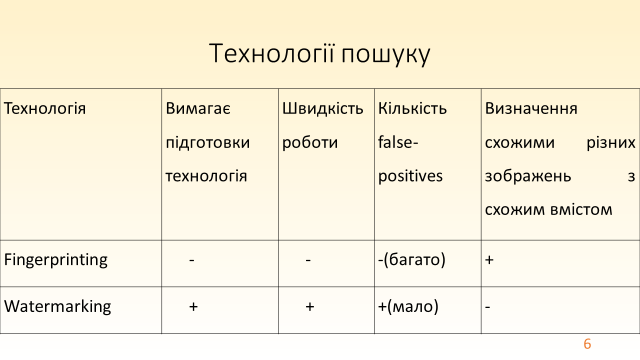 Технології пошуку
Технологія
Вимагає
підготовки
технологія
Швидкість
роботи
Кількість
false-
positives
Визначення
схожими різних
зображень з
схожим вмістом
Fingerprinting - - -(багато) +
Watermarking + + +(мало) -
6